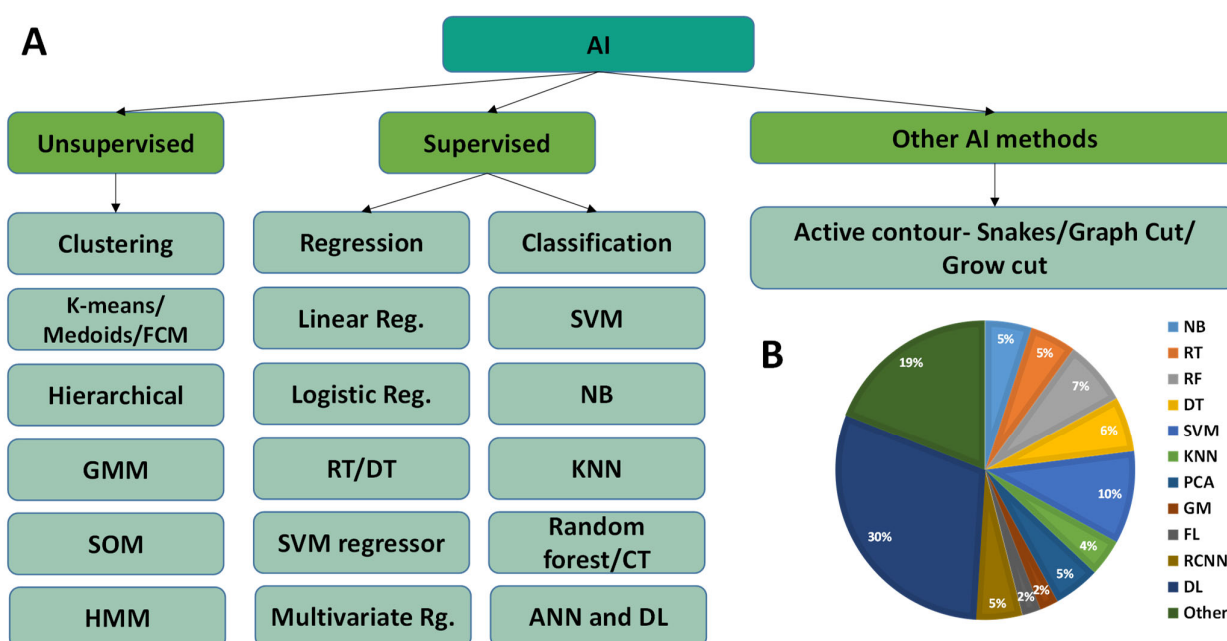 A
AI
Unsupervised
Supervised
Other AI methods
Clustering
K-means/
Medoids/FCM
Hierarchical
GMM
SOM
HMM
Regression
Linear Reg.
Logistic Reg.
RT/DT
SVM regressor
Multivariate Rg.
Classification
SVM
NB
KNN
Random
forest/CT
ANN and DL
Active contour- Snakes/Graph Cut/
Grow cut
B
5%
5%
7%
6%
10%
4%
5%
2%
2%
5%
30%
19%
NB
RT
RF
DT
SVM
KNN
PCA
GM
FL
RCNN
DL
Other